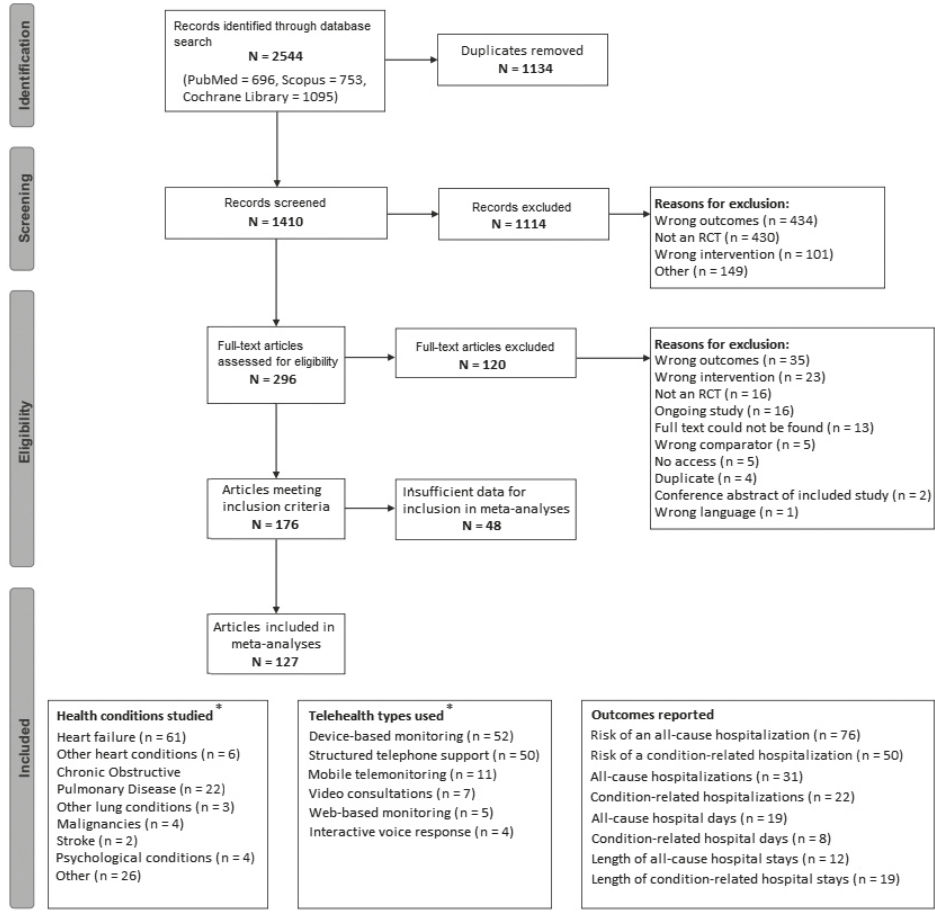 Identification
Records identified through database
search
N = 2544
(PubMed = 696, Scopus = 753,
Cochrane Library = 1095)
Duplicates removed
N = 1134
Screening
Records screened
N = 1410
Records excluded
N = 1114
Reasons for exclusion:
Wrong outcomes (n = 434)
Not an RCT (n = 430)
Wrong intervention (n = 101)
Other (n = 149)
Eligibility
Full-text articles
assessed for eligibility
N = 296
Full-text articles excluded
N = 120
Reasons for exclusion:
Wrong outcomes (n = 35)
Wrong intervention (n = 23)
Not an RCT (n = 16)
Ongoing study (n = 16)
Full text could not be found (n = 13)
Wrong comparator (n = 5)
No access (n = 5)
Duplicate (n = 4)
Conference abstract of included study (n = 2)
Wrong language (n = 1)
Articles meeting
inclusion criteria
N = 176
Insufficient data for
inclusion in meta-analyses
N = 48
Included
Articles included in
meta-analyses
N = 127
Health conditions studied*
Heart failure (n = 61)
Other heart conditions (n = 6)
Chronic Obstructive
Pulmonary Disease (n = 22)
Other lung conditions (n = 3)
Malignancies (n = 4)
Stroke (n = 2)
Psychological conditions (n = 4)
Other (n = 26)
Telehealth types used*
Device-based monitoring (n = 52)
Structured telephone support (n = 50)
Mobile telemonitoring (n = 11)
Video consultations (n = 7)
Web-based monitoring (n = 5)
Interactive voice response (n = 4)
Outcomes reported
Risk of an all-cause hospitalization (n = 76)
Risk of a condition-related hospitalization (n = 50)
All-cause hospitalizations (n = 31)
Condition-related hospitalizations (n = 22)
All-cause hospital days (n = 19)
Condition-related hospital days (n = 8)
Length of all-cause hospital stays (n = 12)
Length of condition-related hospital stays (n = 19)